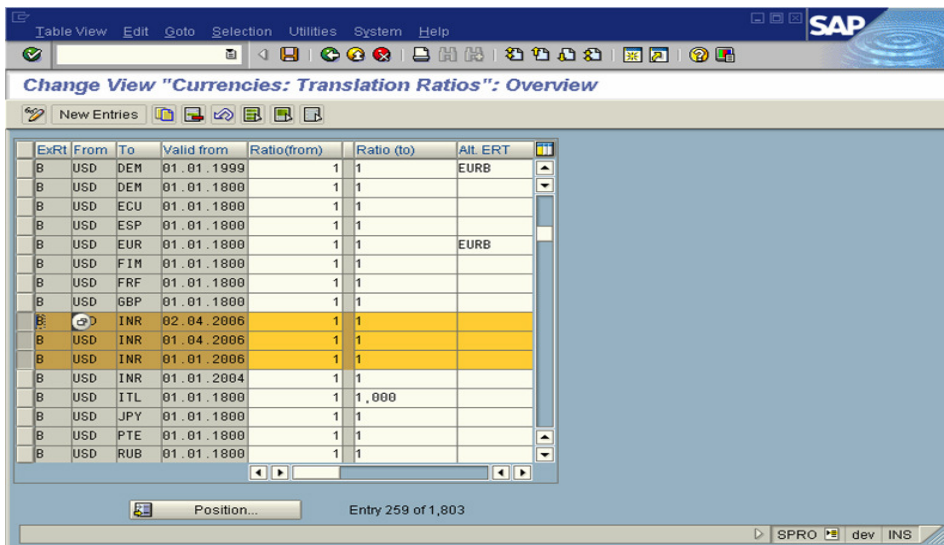 Table View Edit Goto Selection Utilities System Help
SAP
Change View "Currencies: Translation Ratios": Overview
New Entries
ExRt From To Valid from Ratio(from) Ratio (to) Alt. ERT
B USD DEM 01.01.1999 1 1 EURB
B USD DEM 01.01.1800 1 1
B USD ECU 01.01.1800 1 1
B USD ESP 01.01.1800 1 1
B USD EUR 01.01.1800 1 1 EURB
B USD FIM 01.01.1800 1 1
B USD FRF 01.01.1800 1 1
B USD GBP 01.01.1800 1 1
B D INR 02.04.2006 1 1
B USD INR 01.04.2006 1 1
B USD INR 01.01.2006 1 1
B USD INR 01.01.2004 1 1
B USD ITL 01.01.1800 1 1,000
B USD JPY 01.01.1800 1 1
B USD PTE 01.01.1800 1 1
B USD RUB 01.01.1800 1 1
Position... Entry 259 of 1,803
SPRO dev INS